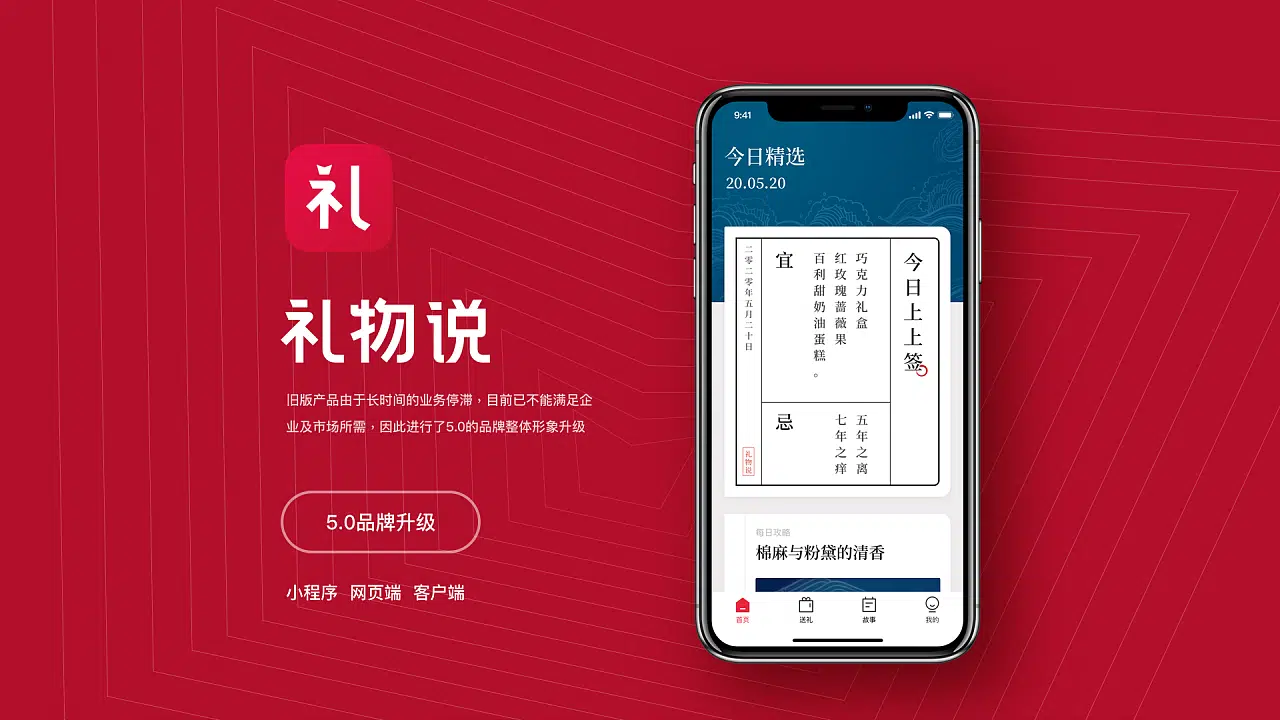 礼
礼物说
旧版产品由于长时间的业务停滞，目前已不能满足企
业及市场所需，因此进行了5.0的品牌整体形象升级
5.0品牌升级
小程序 网页端 客户端
9:41
今日精选
20.05.20
今日上上签
巧克力礼盒
红玫瑰蔷薇果
百利甜奶油蛋糕。
宜
五年之离
七年之痒
忌
二零二零年五月二十日
礼物说
每日攻略
棉麻与粉黛的清香
首页
送礼
故事
我的